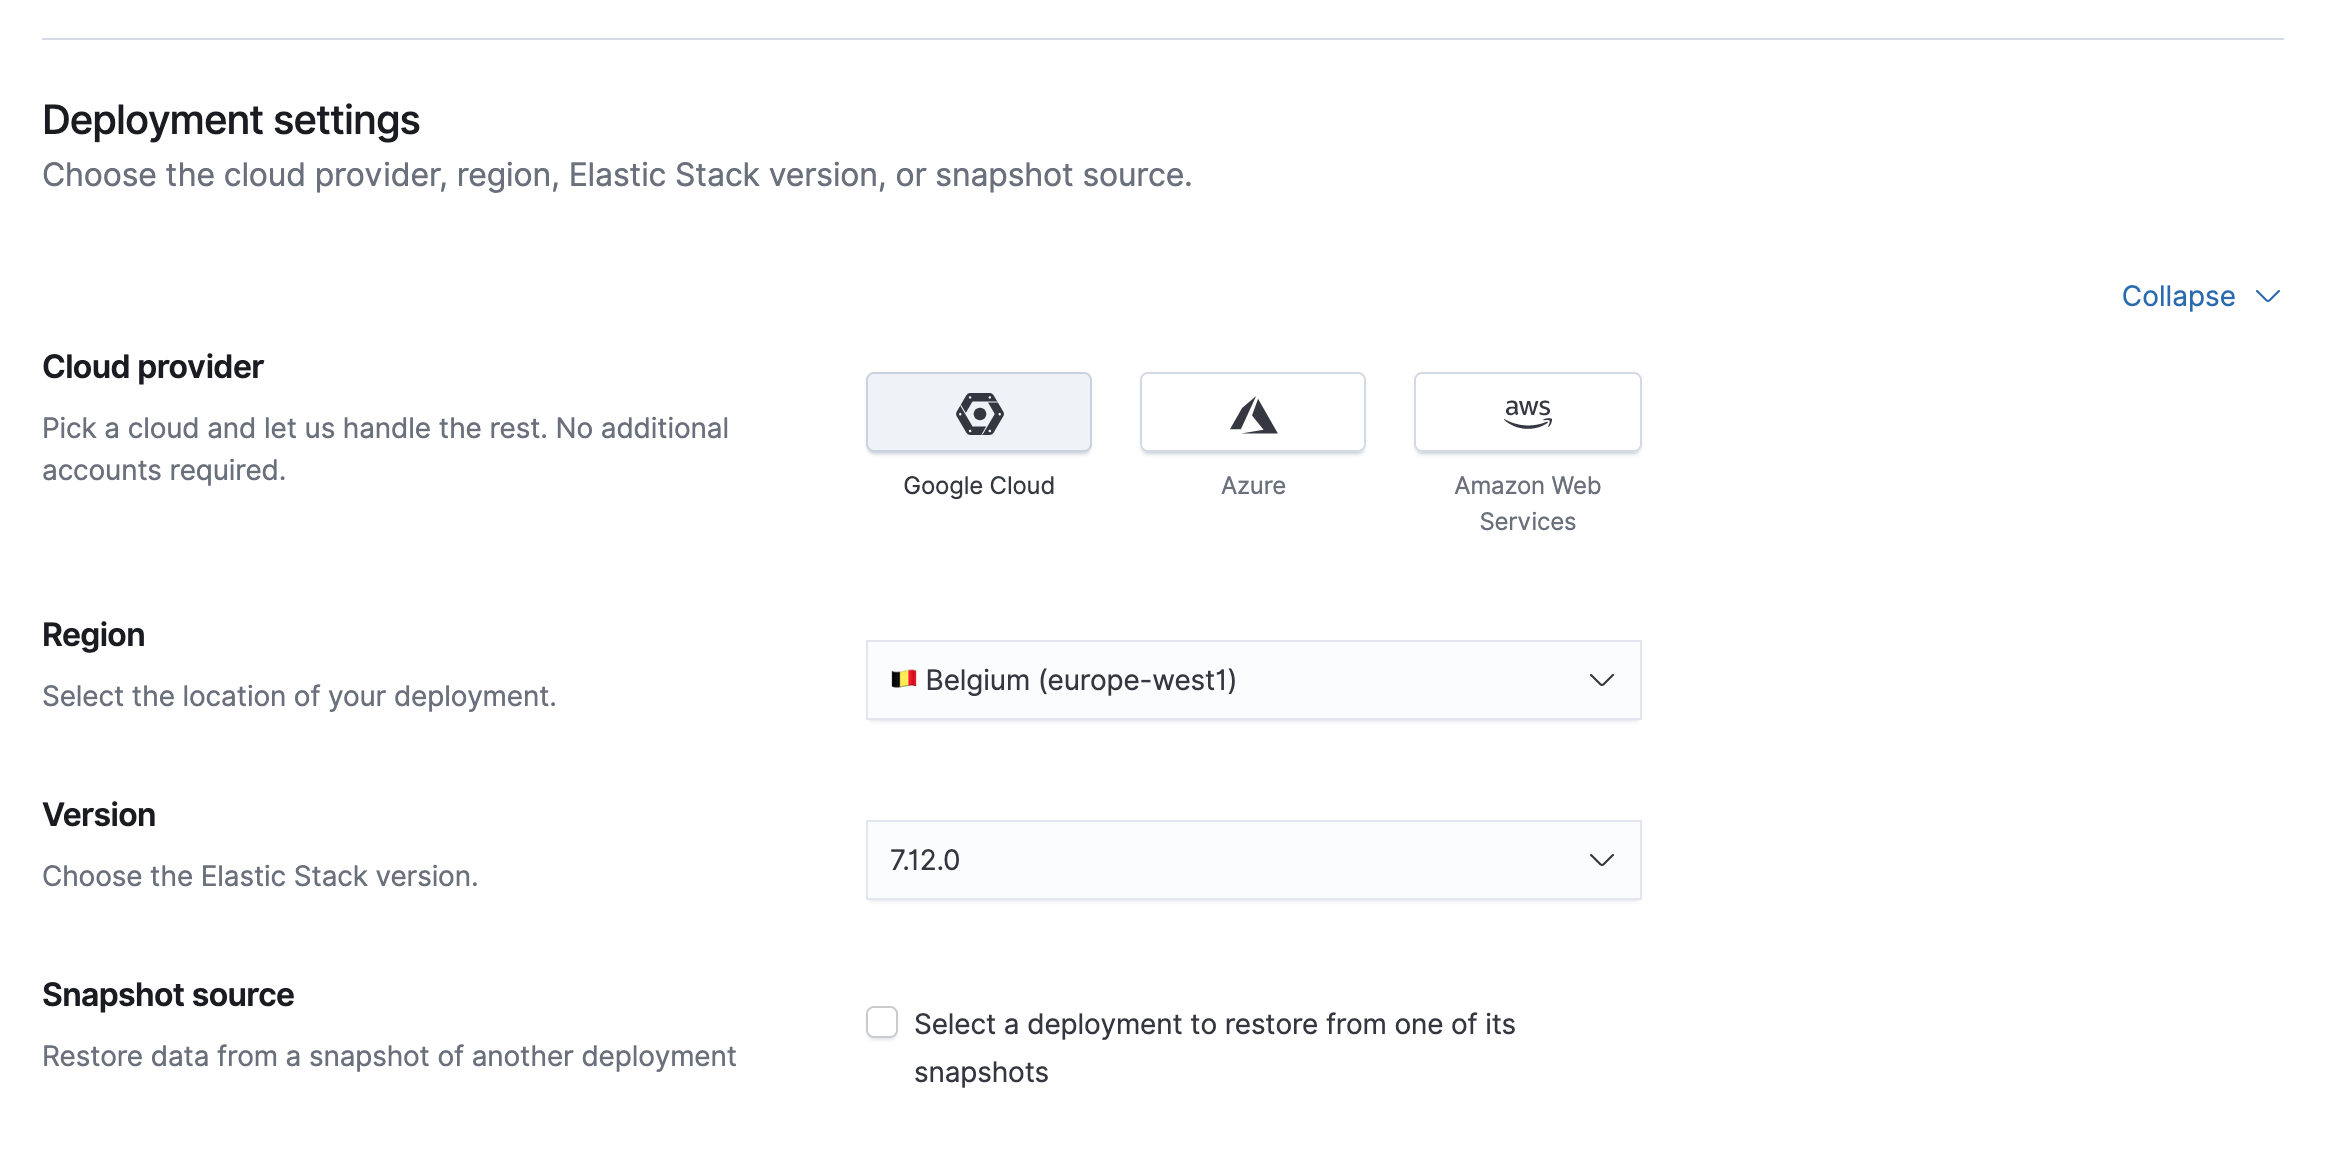 Deployment settings
Choose the cloud provider, region, Elastic Stack version, or snapshot source.
Collapse
Cloud provider
Pick a cloud and let us handle the rest. No additional
accounts required.
aws
Google Cloud
Azure
Amazon Web
Services
Region
Select the location of your deployment.
🇧🇪 Belgium (europe-west1)
Version
Choose the Elastic Stack version.
7.12.0
Snapshot source
Restore data from a snapshot of another deployment
Select a deployment to restore from one of its
snapshots